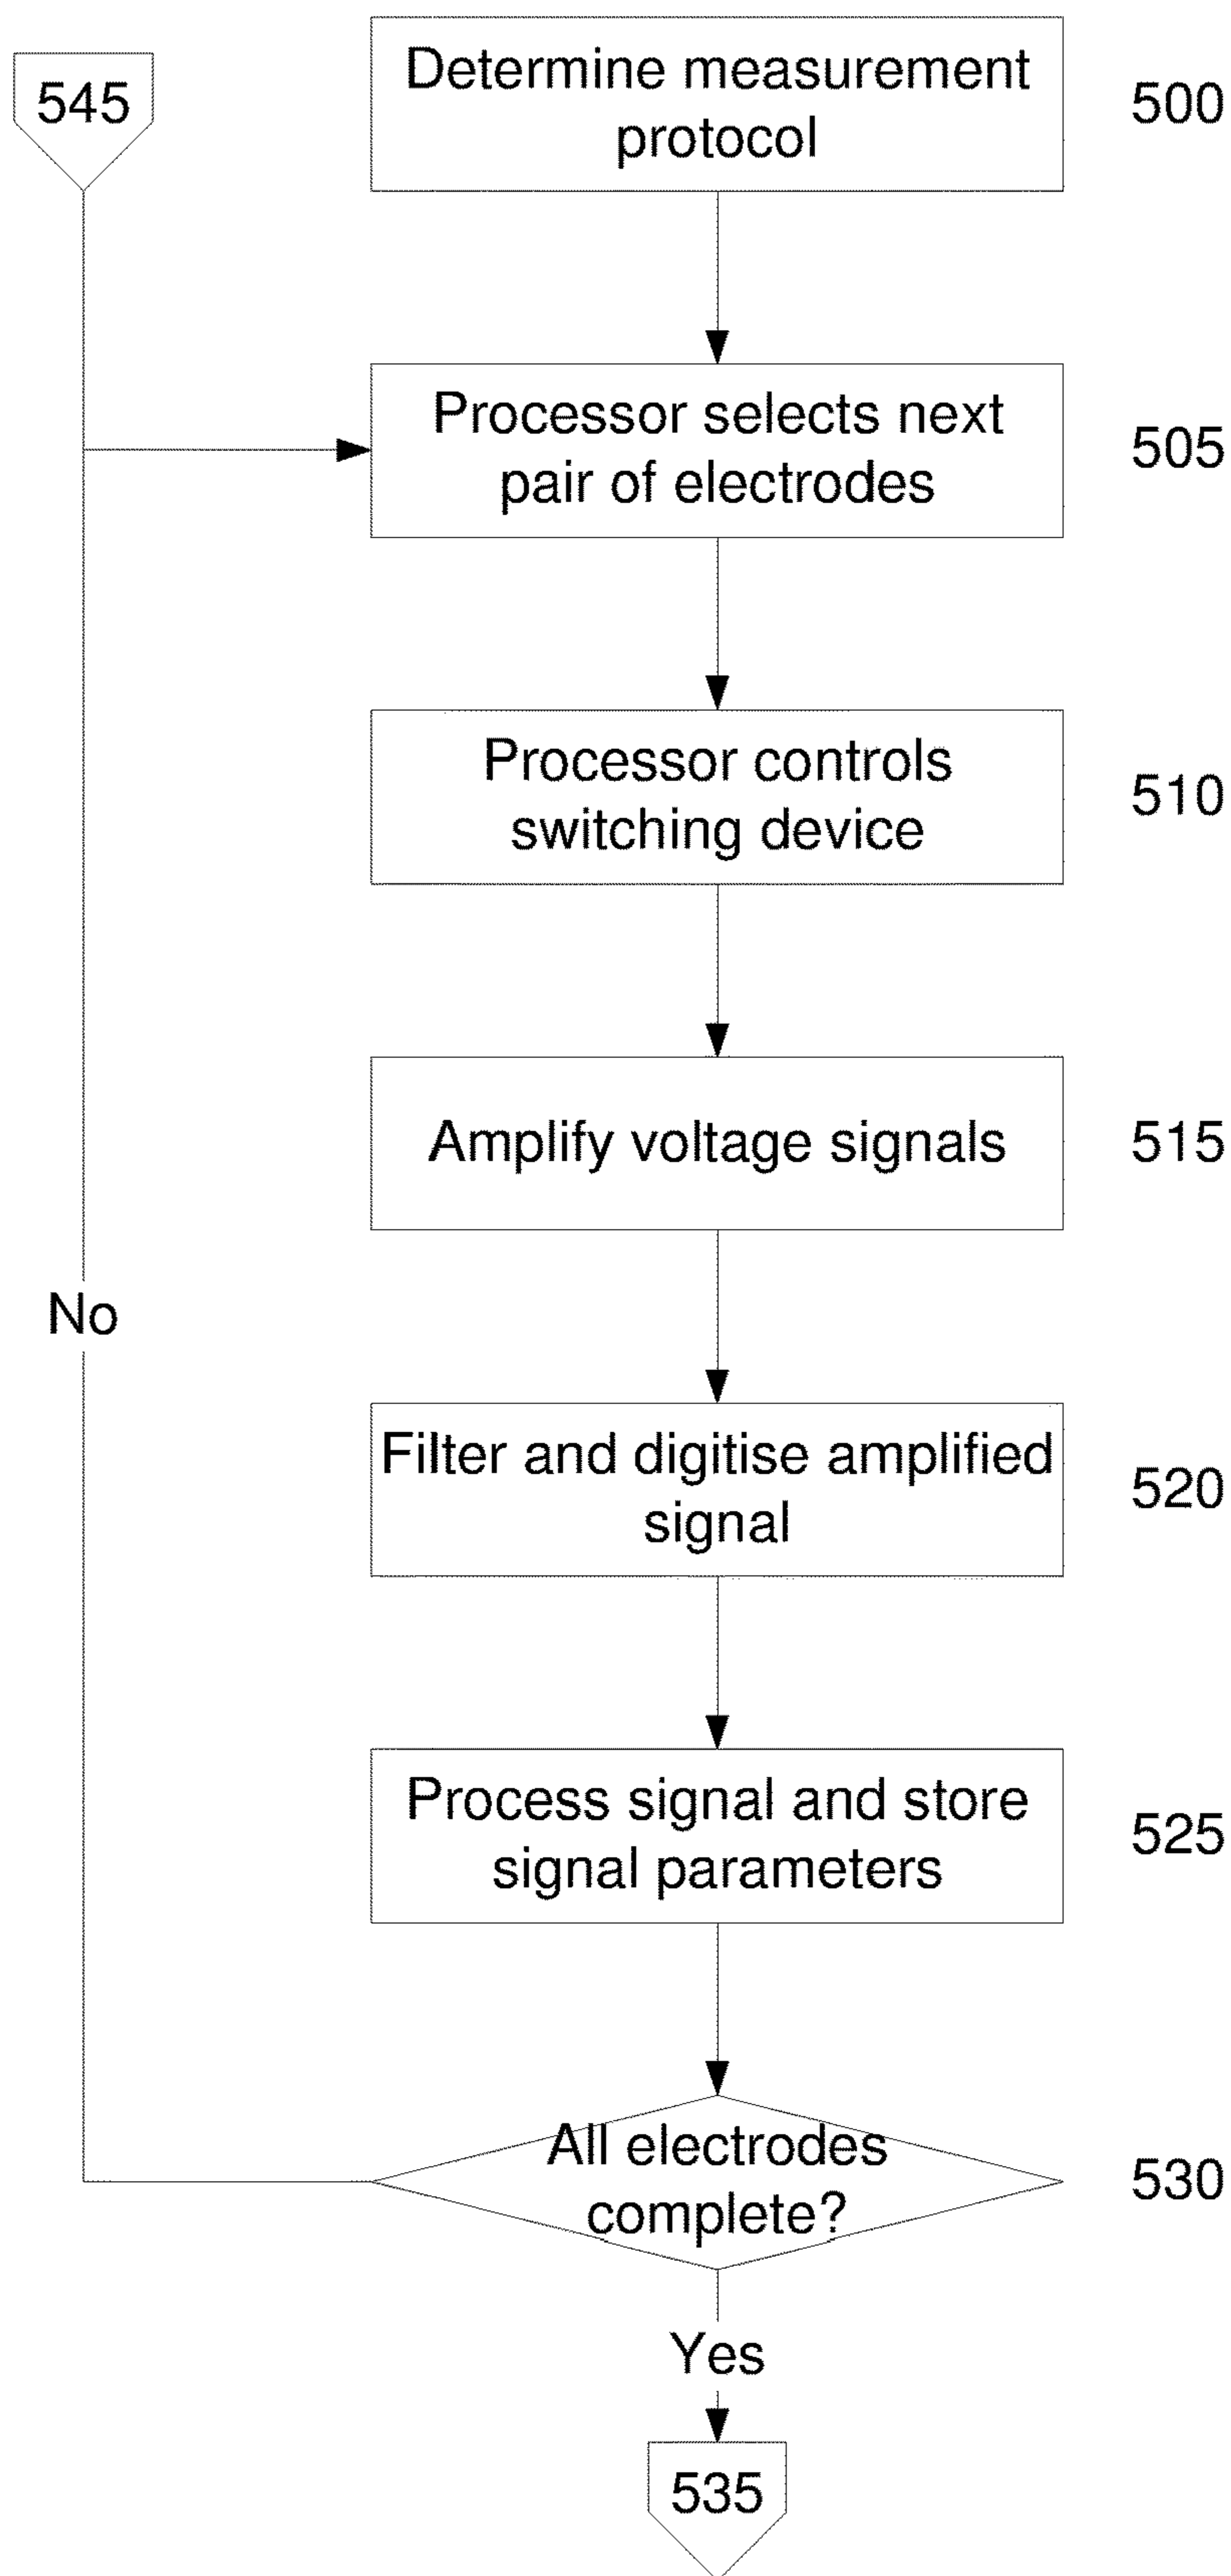 545
Determine measurement
protocol
500
Processor selects next
pair of electrodes
505
Processor controls
switching device
510
Amplify voltage signals
515
No
Filter and digitise amplified
signal
520
Process signal and store
signal parameters
525
All electrodes
complete?
530
Yes
535